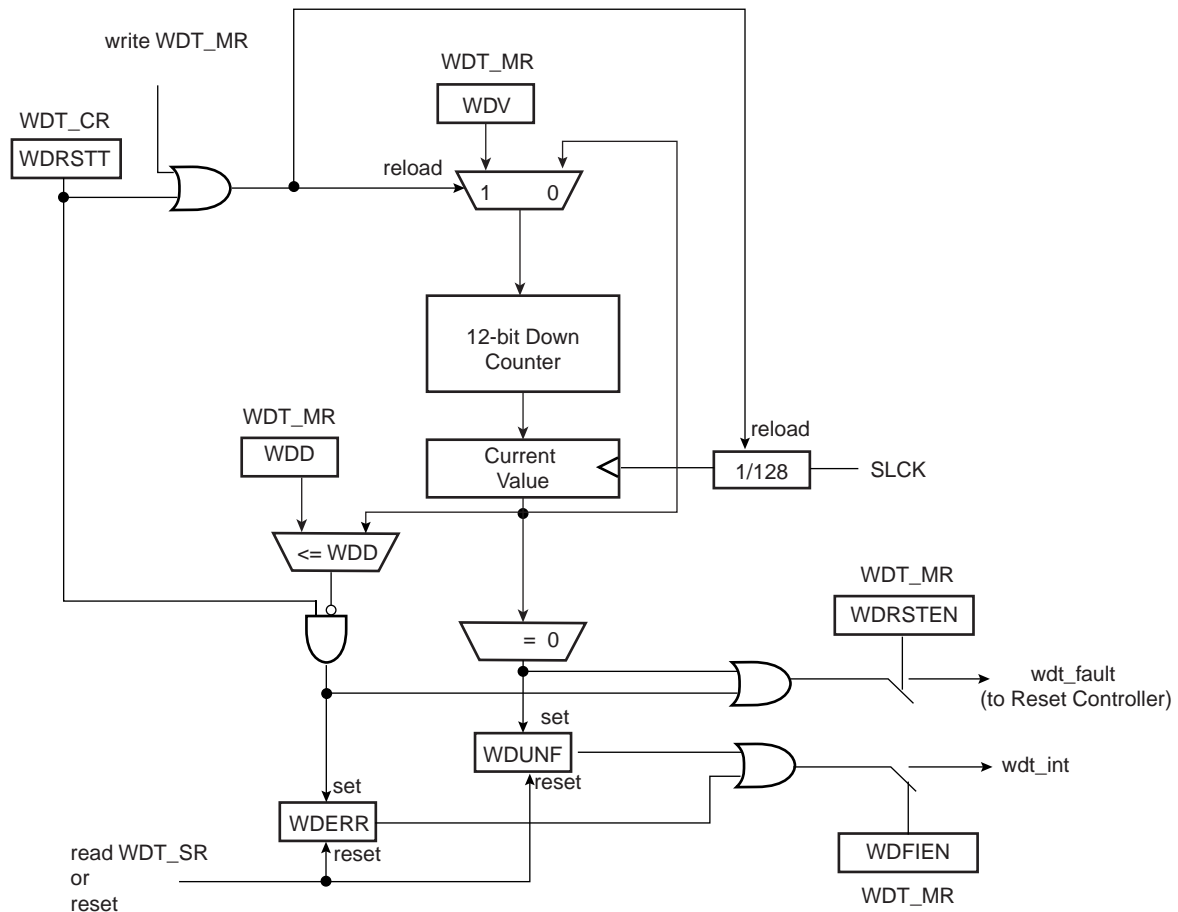 write WDT_MR
WDT_MR
WDV
WDT_CR
WDRSTT
reload
1 0
12-bit Down
Counter
WDT_MR
WDD
reload
Current
Value
1/128
SLCK
<= WDD
WDT_MR
WDRSTEN
= 0
wdt_fault
(to Reset Controller)
set
WDUNF
reset
wdt_int
set
WDERR
reset
WDFIEN
WDT_MR
read WDT_SR
or
reset